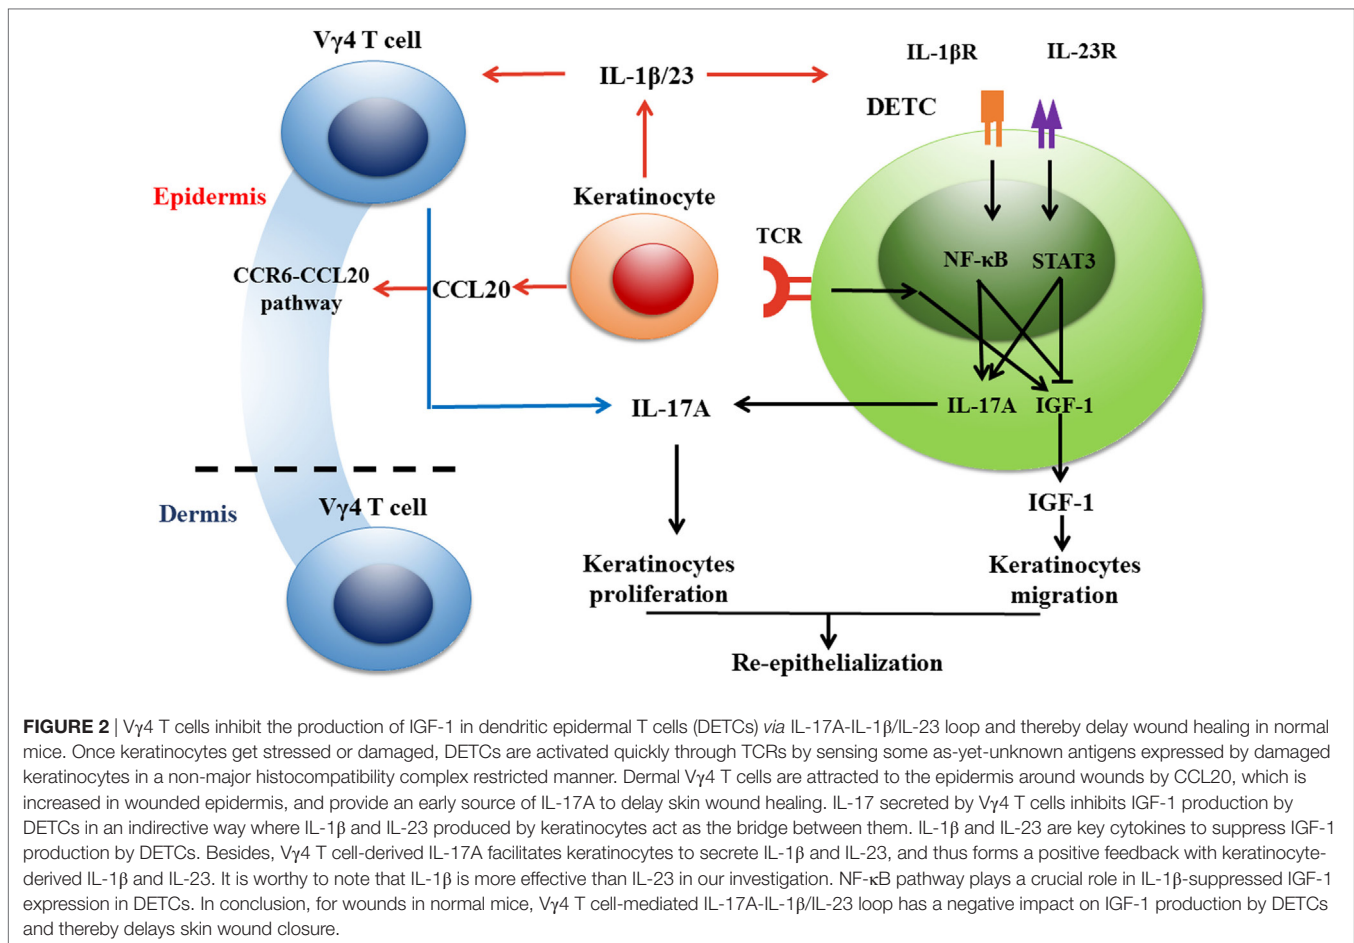 Vγ4 T cell
IL-1β/23
IL-1βR
IL-23R
DETC
Epidermis
Keratinocyte
TCR
NF-κB
STAT3
CCR6-CCL20
pathway
CCL20
IL-17A
IL-17A
IGF-1
Dermis
Vγ4 T cell
IGF-1
Keratinocytes
proliferation
Keratinocytes
migration
Re-epithelialization
FIGURE 2 | Vγ4 T cells inhibit the production of IGF-1 in dendritic epidermal T cells (DETCs) via IL-17A-IL-1β/IL-23 loop and thereby delay wound healing in normal
mice. Once keratinocytes get stressed or damaged, DETCs are activated quickly through TCRs by sensing some as-yet-unknown antigens expressed by damaged
keratinocytes in a non-major histocompatibility complex restricted manner. Dermal Vγ4 T cells are attracted to the epidermis around wounds by CCL20, which is
increased in wounded epidermis, and provide an early source of IL-17A to delay skin wound healing. IL-17 secreted by Vγ4 T cells inhibits IGF-1 production by
DETCs in an indirective way where IL-1β and IL-23 produced by keratinocytes act as the bridge between them. IL-1β and IL-23 are key cytokines to suppress IGF-1
production by DETCs. Besides, Vγ4 T cell-derived IL-17A facilitates keratinocytes to secrete IL-1β and IL-23, and thus forms a positive feedback with keratinocyte-
derived IL-1β and IL-23. It is worthy to note that IL-1β is more effective than IL-23 in our investigation. NF-κB pathway plays a crucial role in IL-1β-suppressed IGF-1
expression in DETCs. In conclusion, for wounds in normal mice, Vγ4 T cell-mediated IL-17A-IL-1β/IL-23 loop has a negative impact on IGF-1 production by DETCs
and thereby delays skin wound closure.